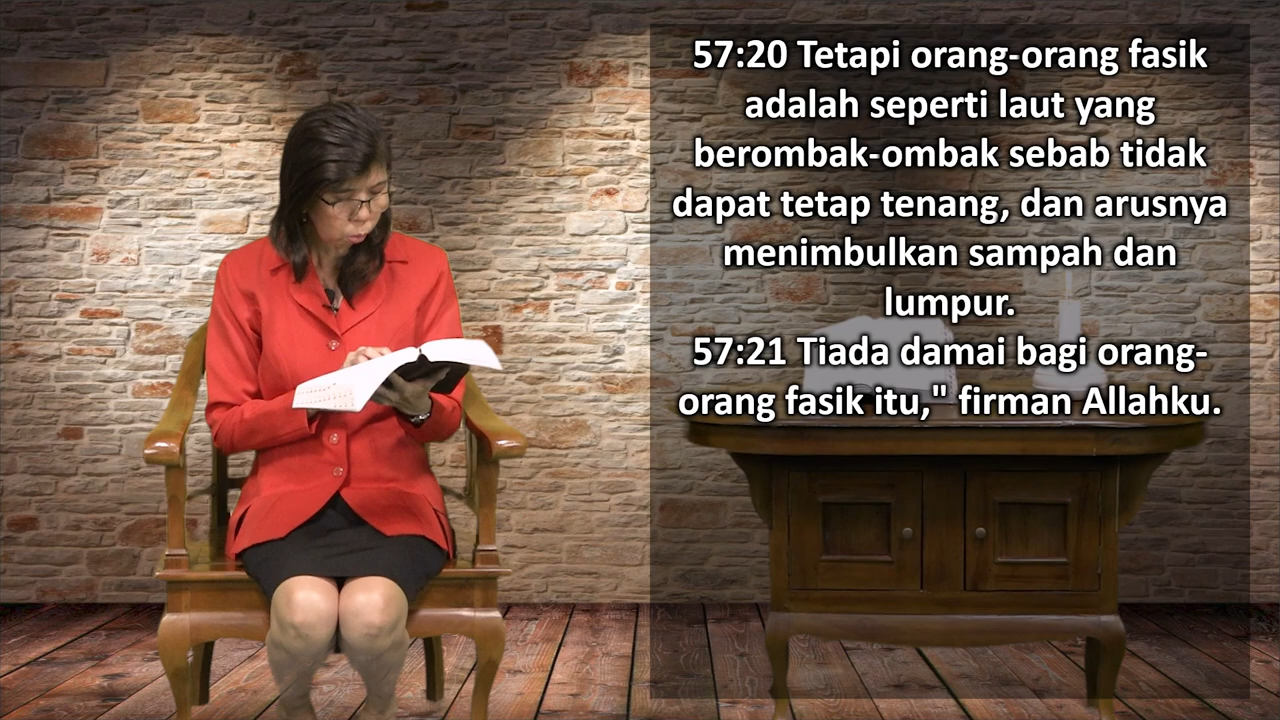 57:20 Tetapi orang-orang fasik
adalah seperti laut yang
berombak-ombak sebab tidak
dapat tetap tenang, dan arusnya
menimbulkan sampah dan
lumpur.
57:21 Tiada damai bagi orang-
orang fasik itu," firman Allahku.